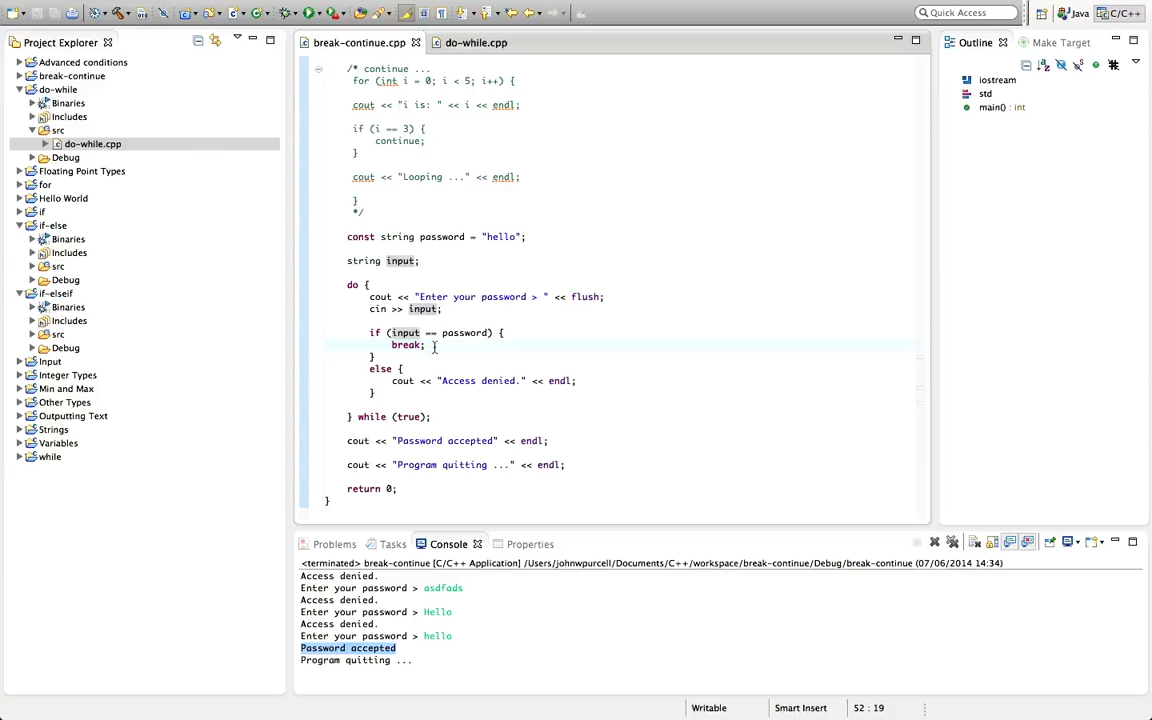 Quick Access
Java
C/C++
Project Explorer
Advanced conditions
break-continue
do-while
Binaries
Includes
src
do-while.cpp
Debug
Floating Point Types
for
Hello World
if
if-else
Binaries
Includes
src
Debug
if-elseif
Binaries
Includes
src
Debug
Input
Integer Types
Min and Max
Other Types
Outputting Text
Strings
Variables
while
break-continue.cpp
do-while.cpp
/* continue ...
for (int i = 0; i < 5; i++) {
cout << "i is: " << i << endl;
if (i == 3) {
continue;
}
cout << "Looping ..." << endl;
}
*/
const string password = "hello";
string input;
do {
cout << "Enter your password > " << flush;
cin >> input;
if (input == password) {
break;
}
else {
cout << "Access denied." << endl;
}
} while (true);
cout << "Password accepted" << endl;
cout << "Program quitting ..." << endl;
return 0;
}
Outline
Make Target
iostream
std
main() : int
Problems
Tasks
Console
Properties
<terminated> break-continue [C/C++ Application] /Users/johnwpurcell/Documents/C++/workspace/break-continue/Debug/break-continue (07/06/2014 14:34)
Access denied.
Enter your password > asdfads
Access denied.
Enter your password > Hello
Access denied.
Enter your password > hello
Password accepted
Program quitting ...
Writable
Smart Insert
52 : 19